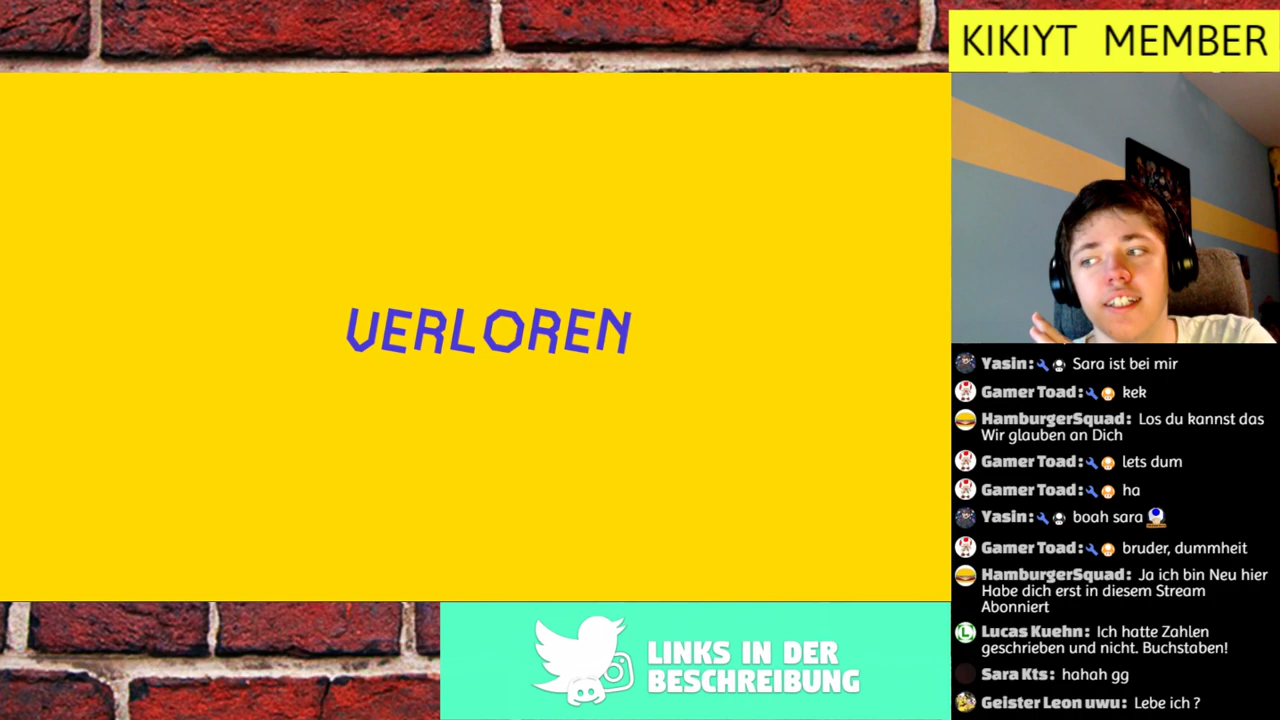 KIKIYT MEMBER
VERLOREN
Yasin: Sara ist bei mir
Gamer Toad: kek
HamburgerSquad: Los du kannst das
Wir glauben an Dich
Gamer Toad: lets dum
Gamer Toad: ha
Yasin: boah sara
Gamer Toad: bruder, dummheit
HamburgerSquad: Ja ich bin Neu hier
Habe dich erst in diesem Stream
Abonniert
Lucas Kuehn: Ich hatte Zahlen
geschrieben und nicht. Buchstaben!
Sara Kts: hahah gg
Geister Leon uwu: Lebe ich ?
LINKS IN DER
BESCHREIBUNG